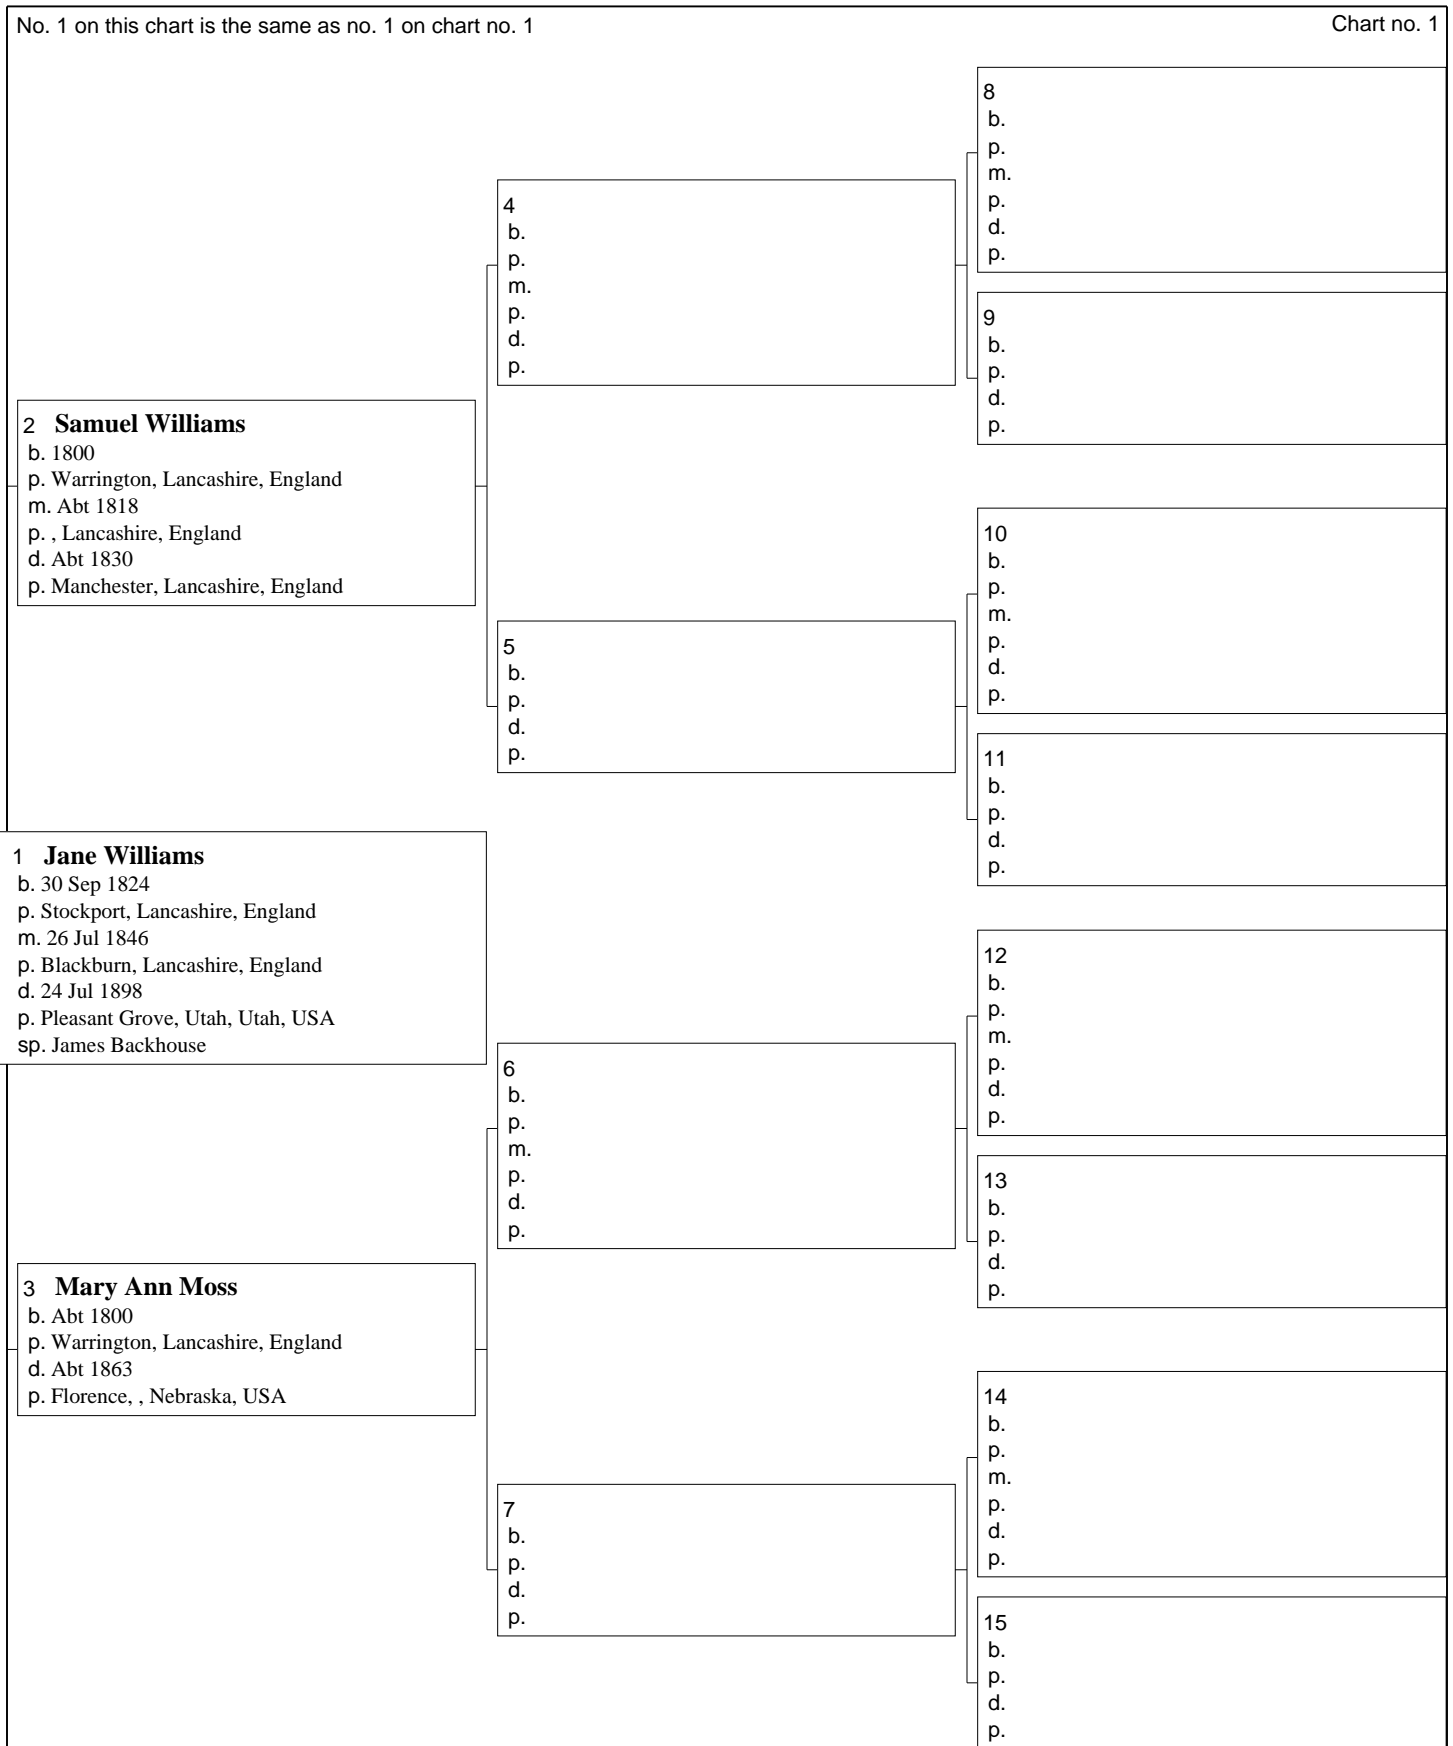 No. 1 on this chart is the same as no. 1 on chart no. 1
Chart no. 1
8
b.
p.
m.
p.
d.
p.
4
b.
p.
m.
p.
d.
p.
9
b.
p.
d.
p.
2 Samuel Williams
b. 1800
p. Warrington, Lancashire, England
m. Abt 1818
p. , Lancashire, England
d. Abt 1830
p. Manchester, Lancashire, England
10
b.
p.
m.
p.
d.
p.
5
b.
p.
d.
p.
11
b.
p.
d.
p.
1 Jane Williams
b. 30 Sep 1824
p. Stockport, Lancashire, England
m. 26 Jul 1846
p. Blackburn, Lancashire, England
d. 24 Jul 1898
p. Pleasant Grove, Utah, Utah, USA
sp. James Backhouse
12
b.
p.
m.
p.
d.
p.
6
b.
p.
m.
p.
d.
p.
13
b.
p.
d.
p.
3 Mary Ann Moss
b. Abt 1800
p. Warrington, Lancashire, England
d. Abt 1863
p. Florence, , Nebraska, USA
14
b.
p.
m.
p.
d.
p.
7
b.
p.
d.
p.
15
b.
p.
d.
p.